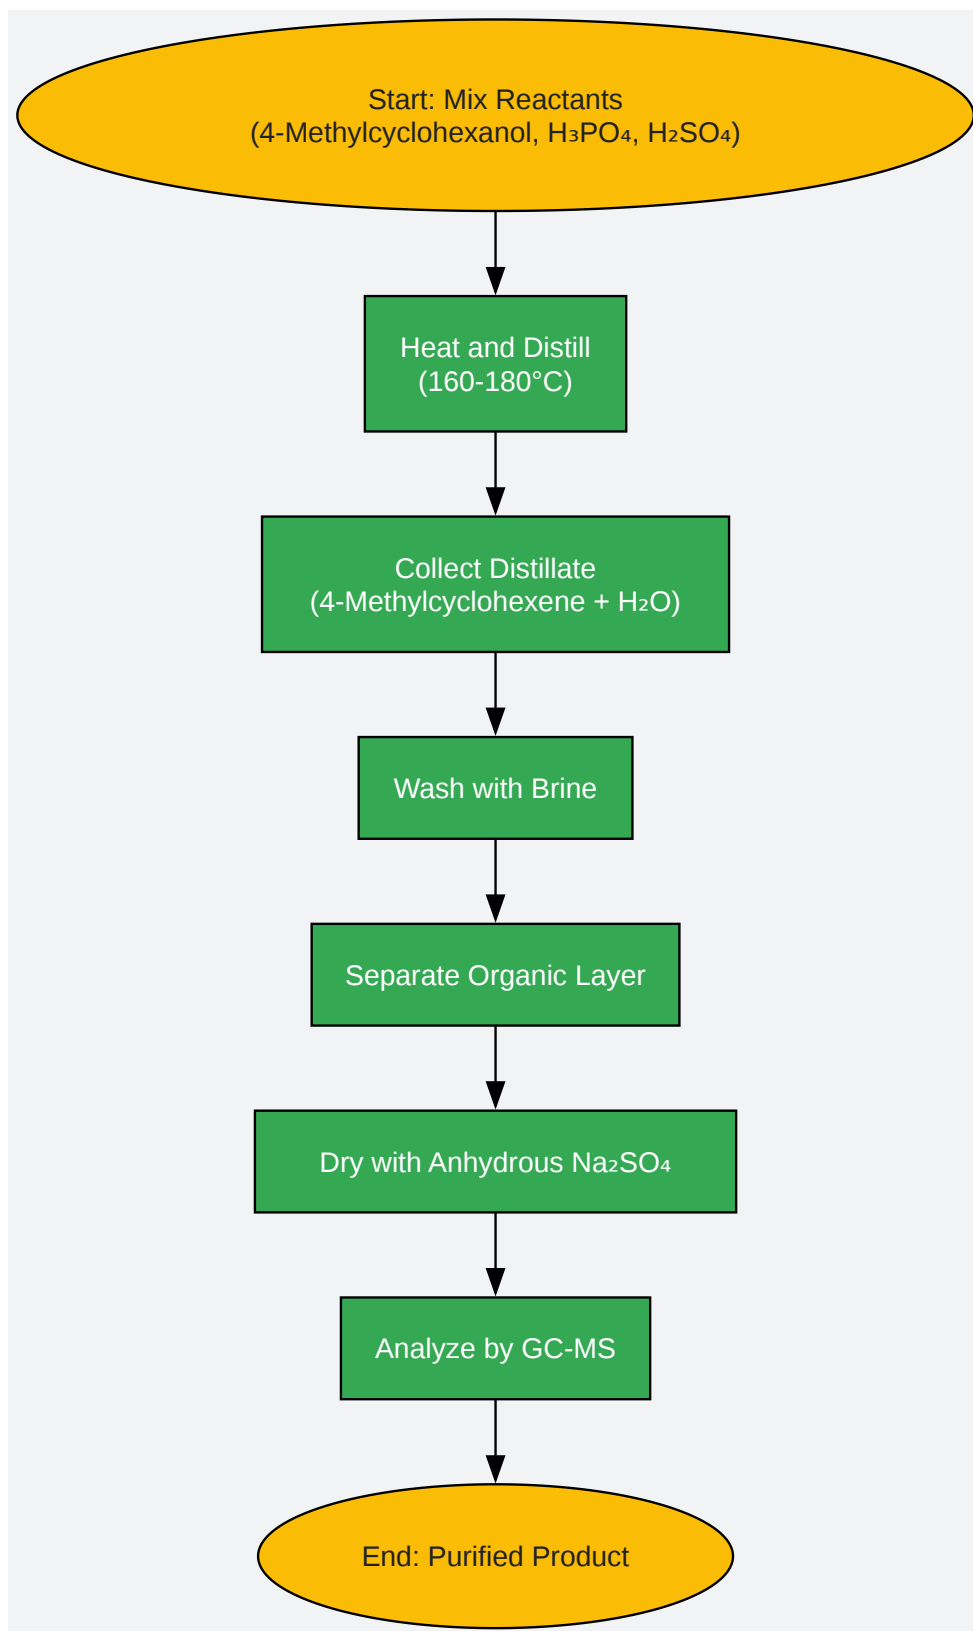 Start: Mix Reactants
(4-Methylcyclohexanol, H₃PO₄, H₂SO₄)
Heat and Distill
(160-180°C)
Collect Distillate
(4-Methylcyclohexene + H₂O)
Wash with Brine
Separate Organic Layer
Dry with Anhydrous Na₂SO₄
Analyze by GC-MS
End: Purified Product